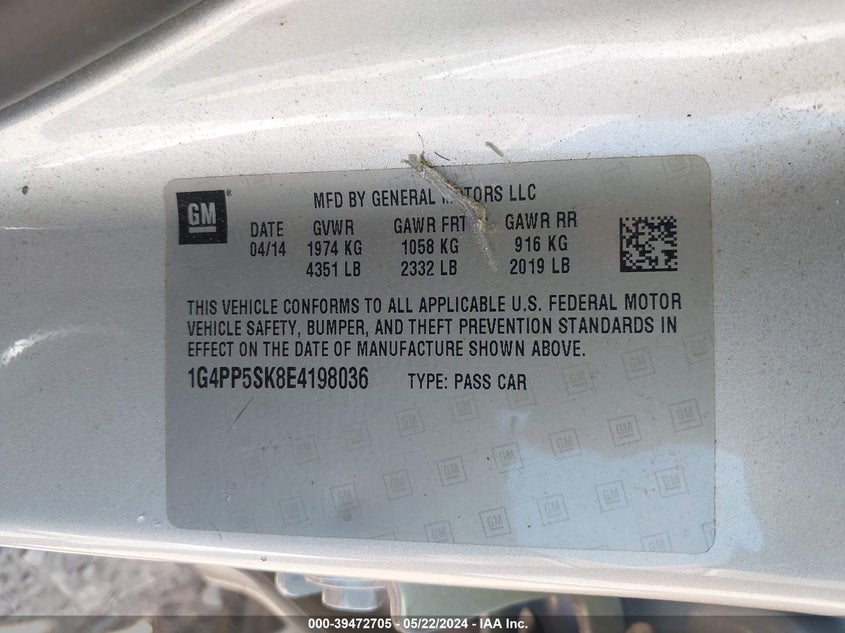 GM
MFD BY GENERAL MOTORS LLC
DATE GVWR GAWR FRT GAWR RR
04/14 1974 KG 1058 KG 916 KG
4351 LB 2332 LB 2019 LB
THIS VEHICLE CONFORMS TO ALL APPLICABLE U.S. FEDERAL MOTOR
VEHICLE SAFETY, BUMPER, AND THEFT PREVENTION STANDARDS IN
EFFECT ON THE DATE OF MANUFACTURE SHOWN ABOVE.
1G4PP5SK8E4198036 TYPE: PASS CAR
000-39472705 - 05/22/2024 - IAA Inc.